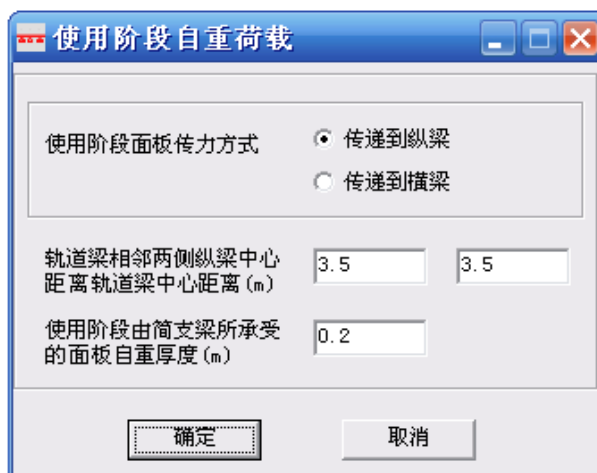 使用阶段自重荷载
使用阶段面板传力方式
传递到纵梁
传递到横梁
轨道梁相邻两侧纵梁中心
距离轨道梁中心距离(m)
3.5
3.5
使用阶段由简支梁所承受
的面板自重厚度(m)
0.2
确定
取消